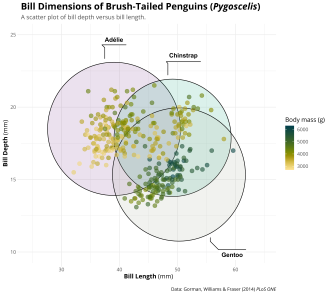 Bill Dimensions of Brush-Tailed Penguins (Pygoscelis)
A scatter plot of bill depth versus bill length.
25
20
15
10
Bill Depth (mm)
Adélie
Chinstrap
Gentoo
Body mass (g)
6000
5000
4000
3000
30
40
50
60
Bill Length (mm)
Data: Gorman, Williams & Fraser (2014) PLoS ONE